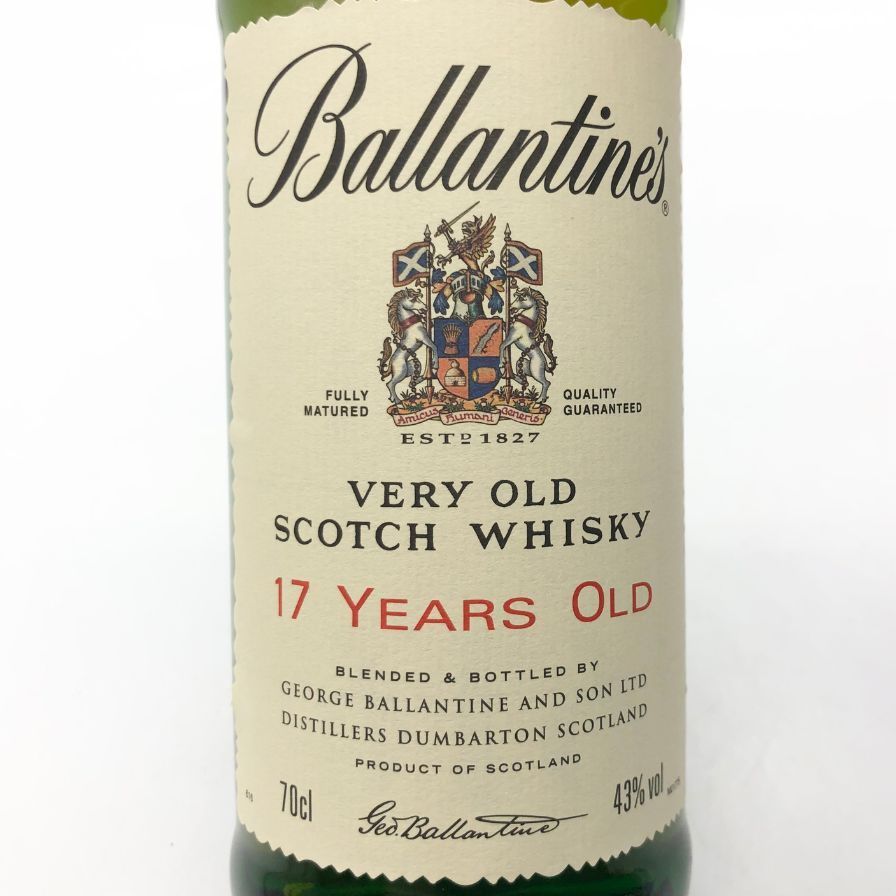 Ballantine's®
FULLY MATURED
QUALITY GUARANTEED
Amicus Humani Generis
ESTD 1827
VERY OLD
SCOTCH WHISKY
17 YEARS OLD
BLENDED & BOTTLED BY
GEORGE BALLANTINE AND SON LTD
DISTILLERS DUMBARTON SCOTLAND
PRODUCT OF SCOTLAND
70cl
43% vol
Geo. Ballantine